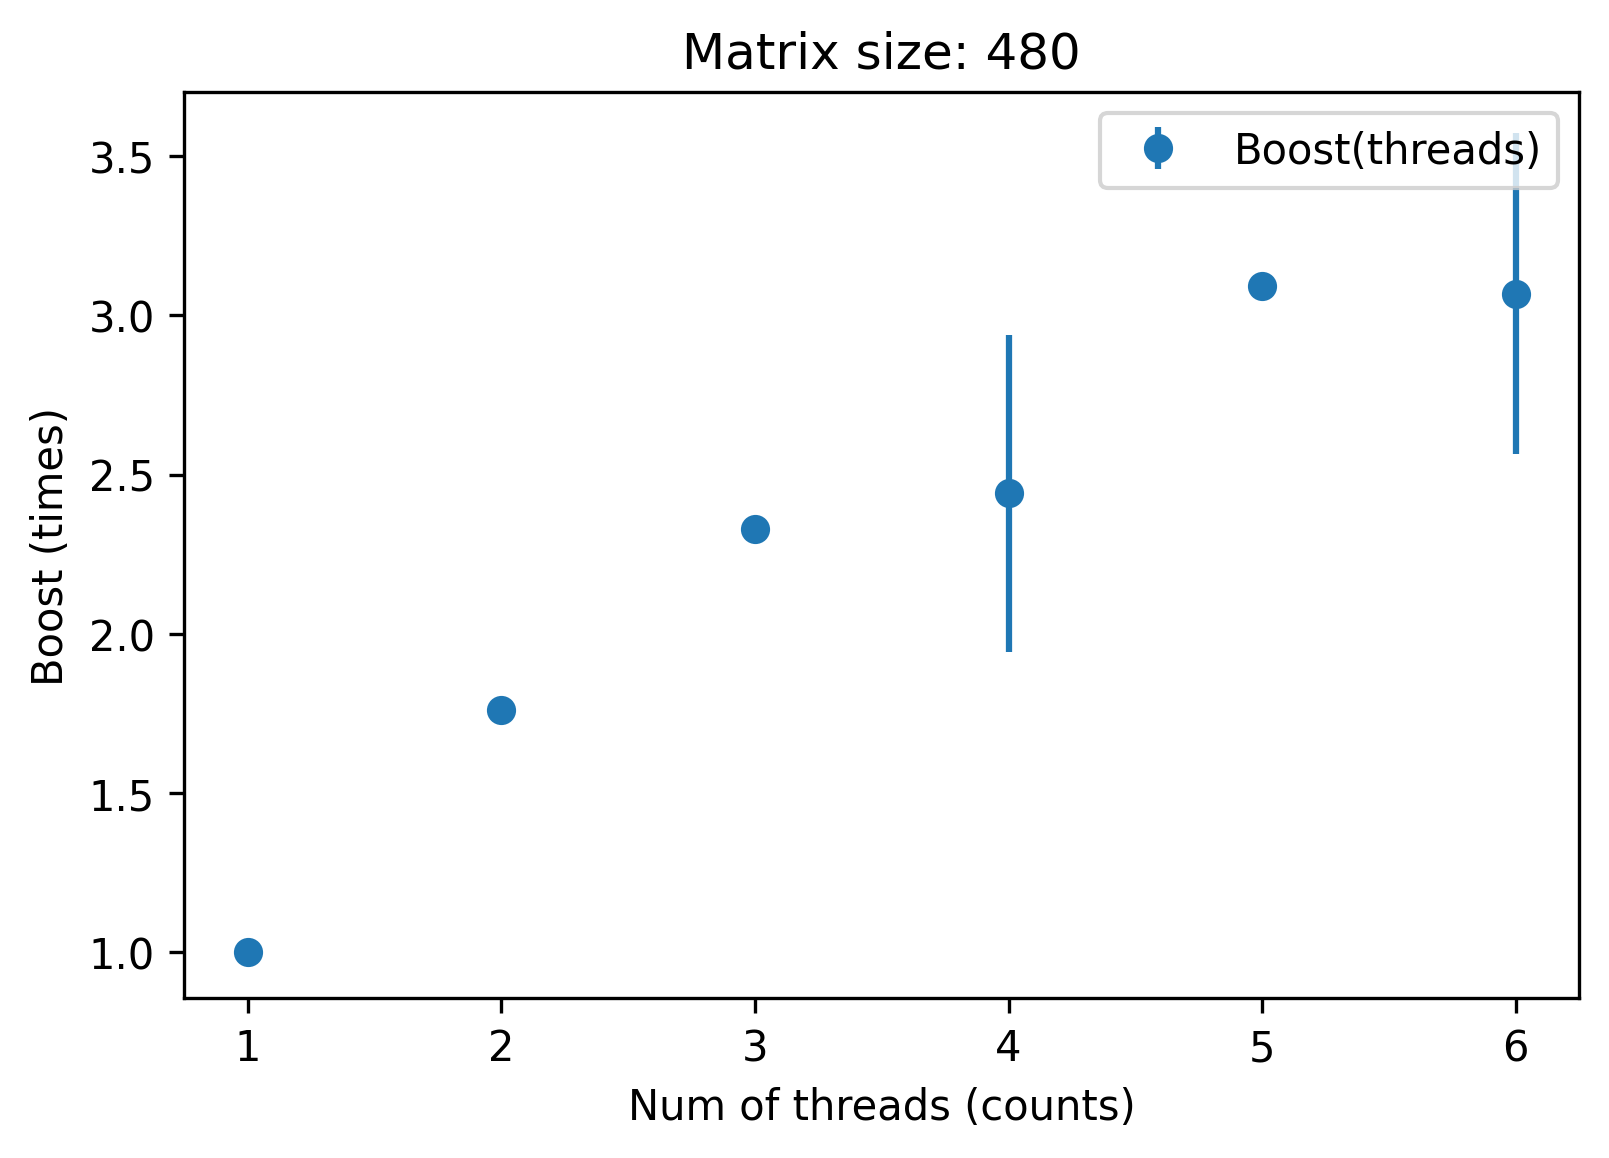 Matrix size: 480
Boost(threads)
3.5
3.0
2.5
2.0
1.5
1.0
Boost (times)
1 2 3 4 5 6
Num of threads (counts)